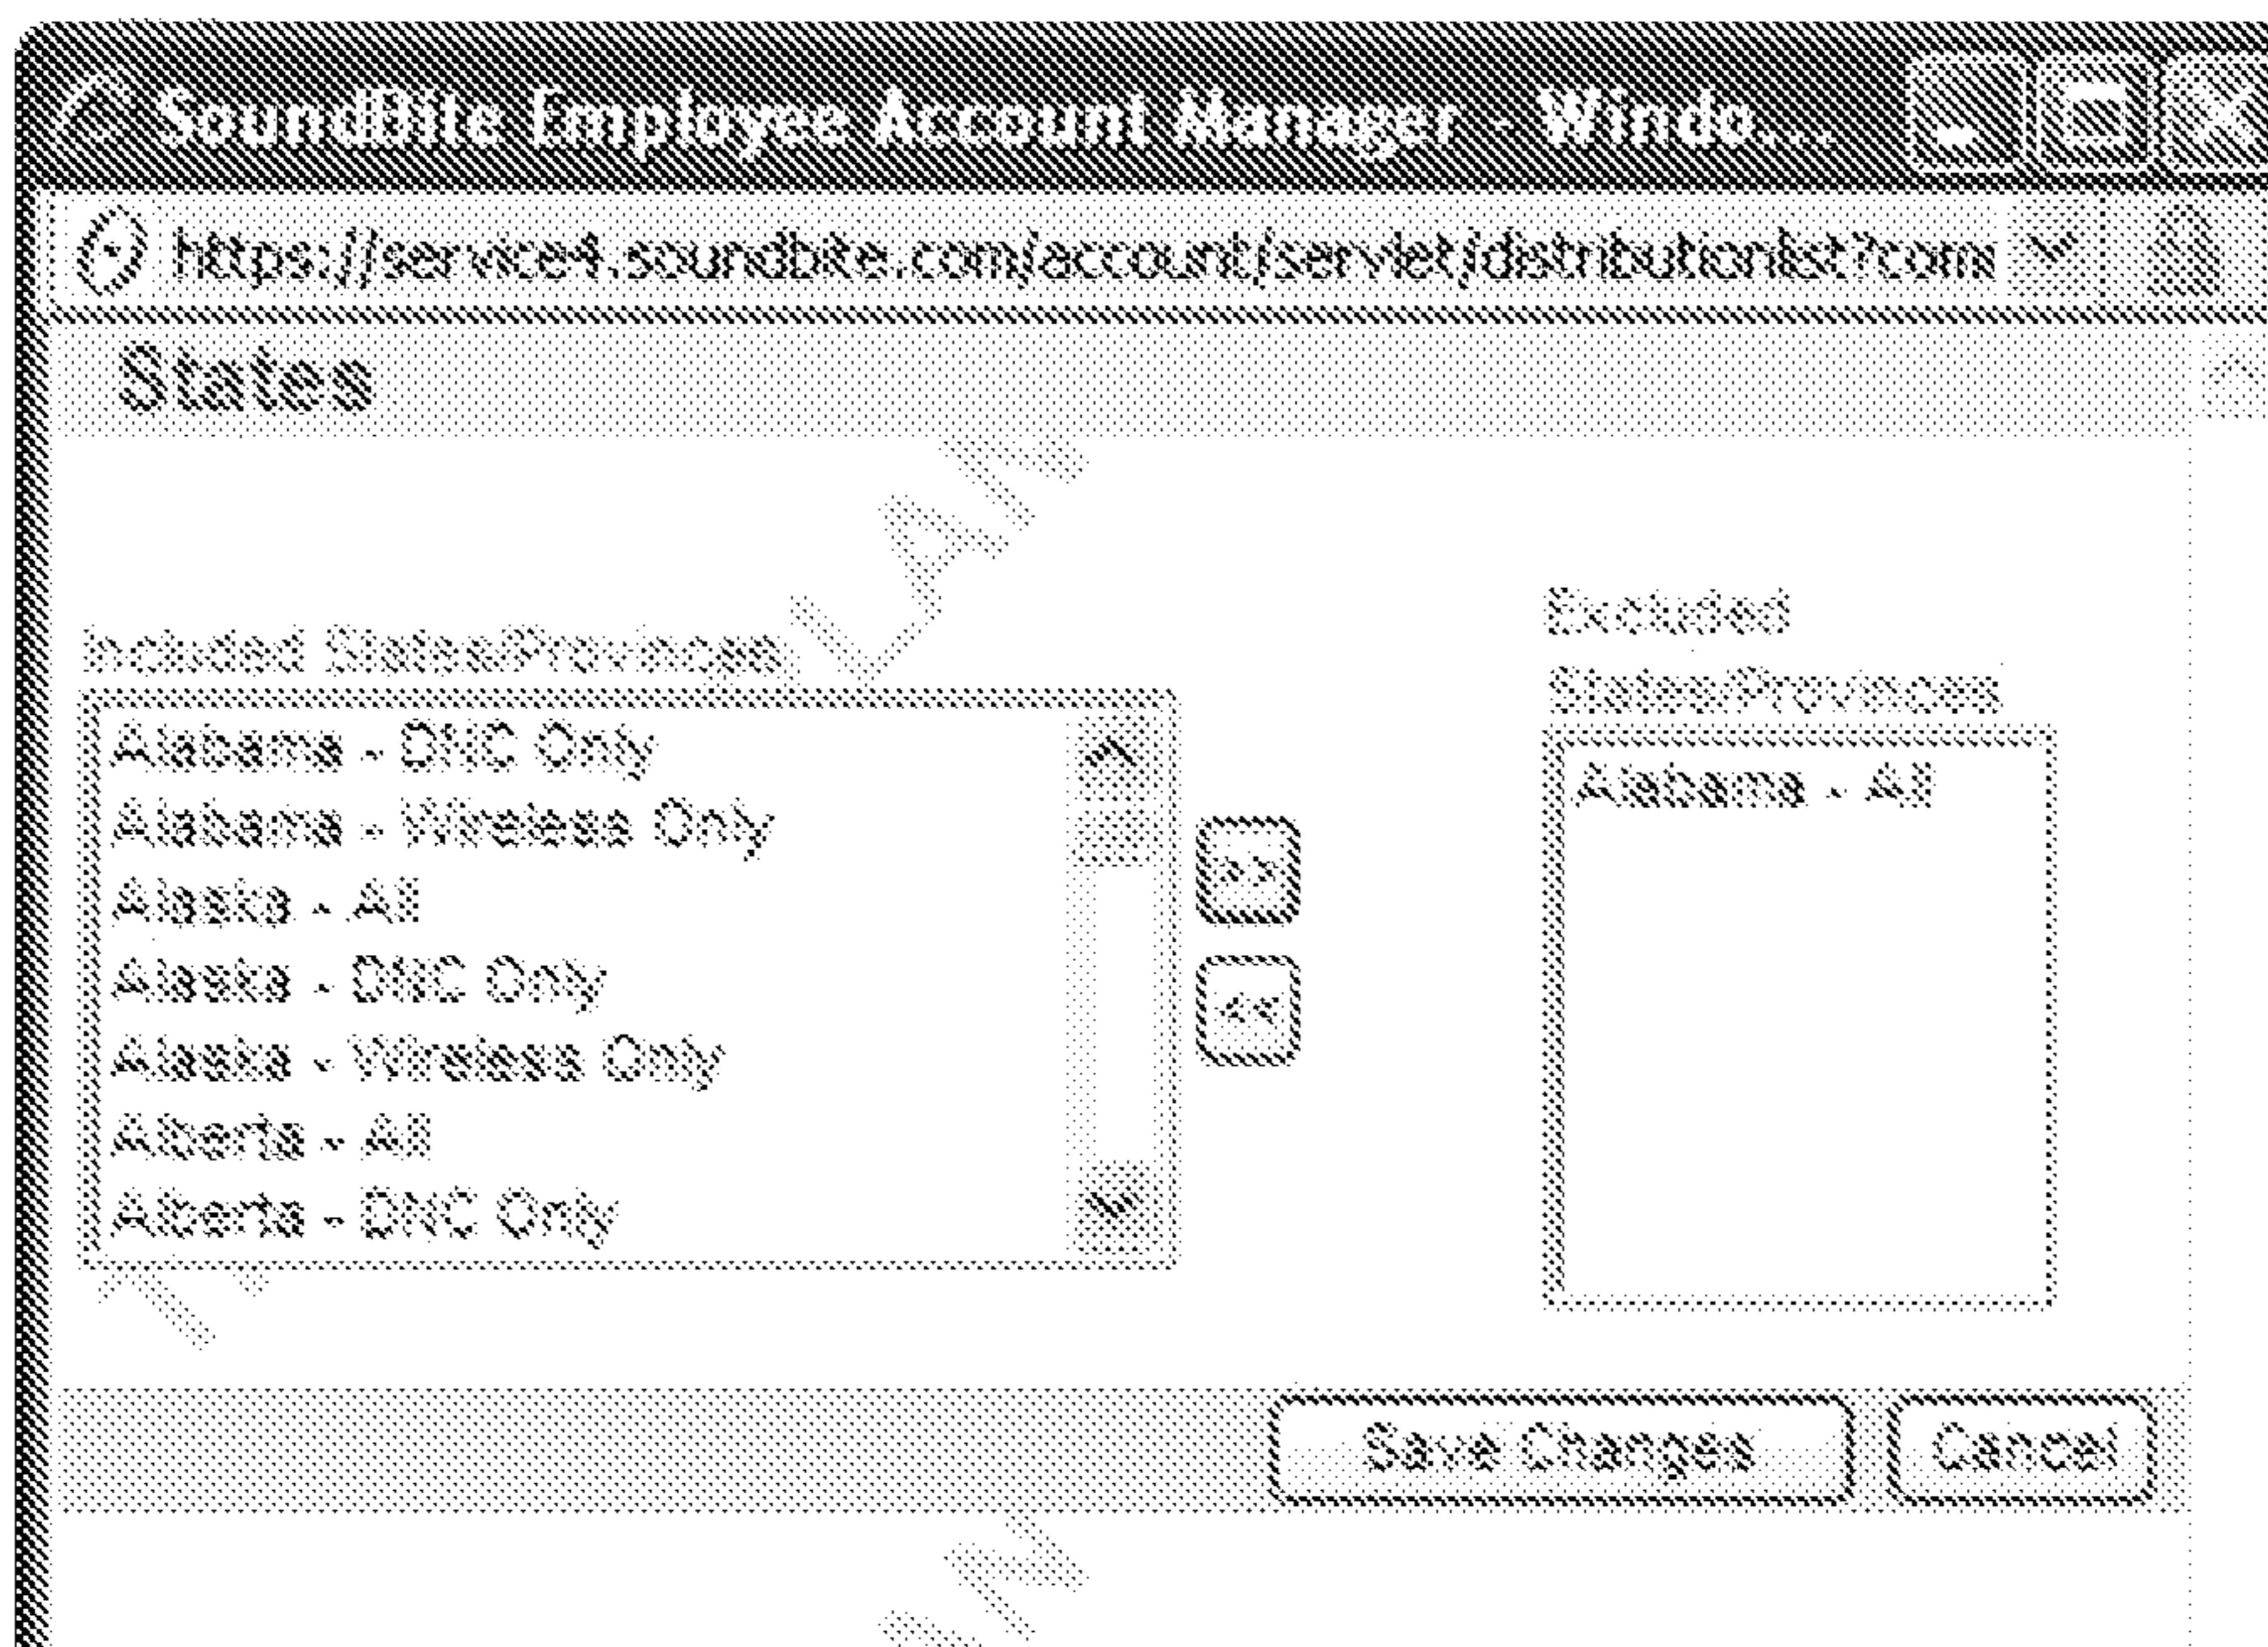 SoundBite Employee Account Manager - Windo...
https://service4.soundbite.com/account/servlet/distributionlist?com
States
Included States/Provinces
Alabama - DNC Only
Alabama - Wireless Only
Alaska - All
Alaska - DNC Only
Alaska - Wireless Only
Alberta - All
Alberta - DNC Only
>>
<<
Excluded
States/Provinces
Alabama - All
Save Changes
Cancel